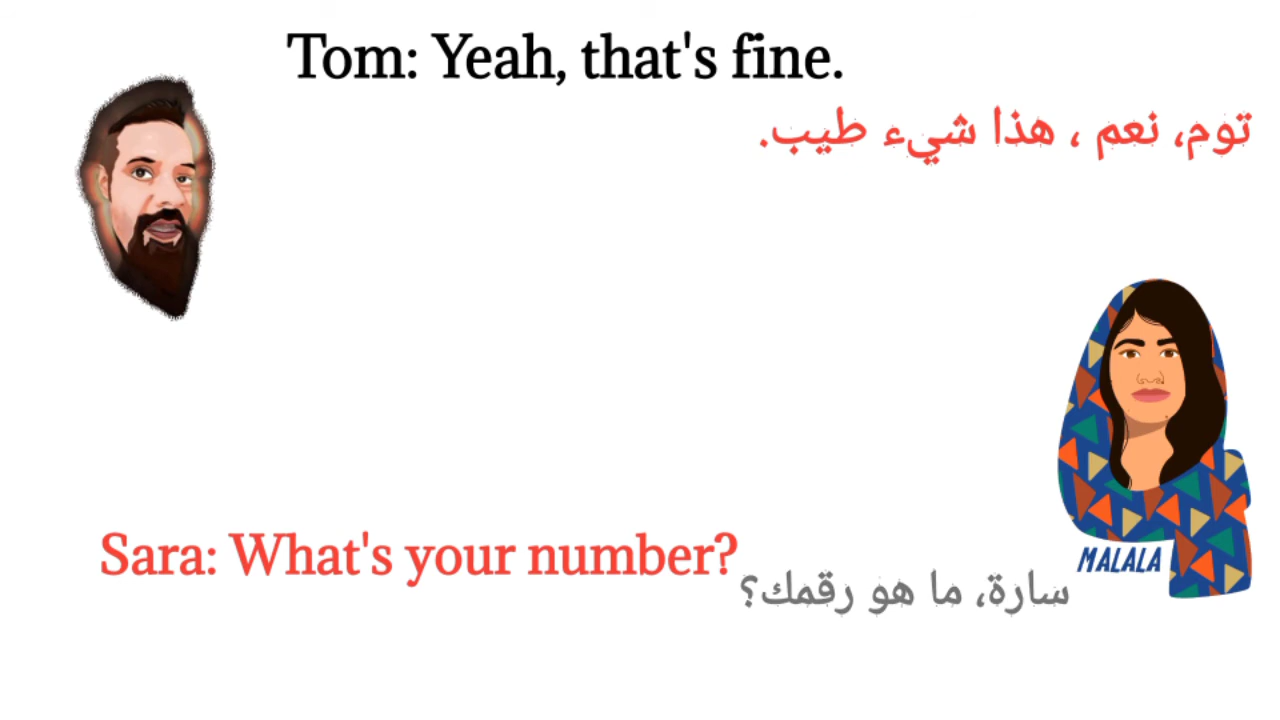 Tom: Yeah, that's fine.
توم، نعم ، هذا شيء طيب.
Sara: What's your number?
سارة، ما هو رقمك؟
MALALA